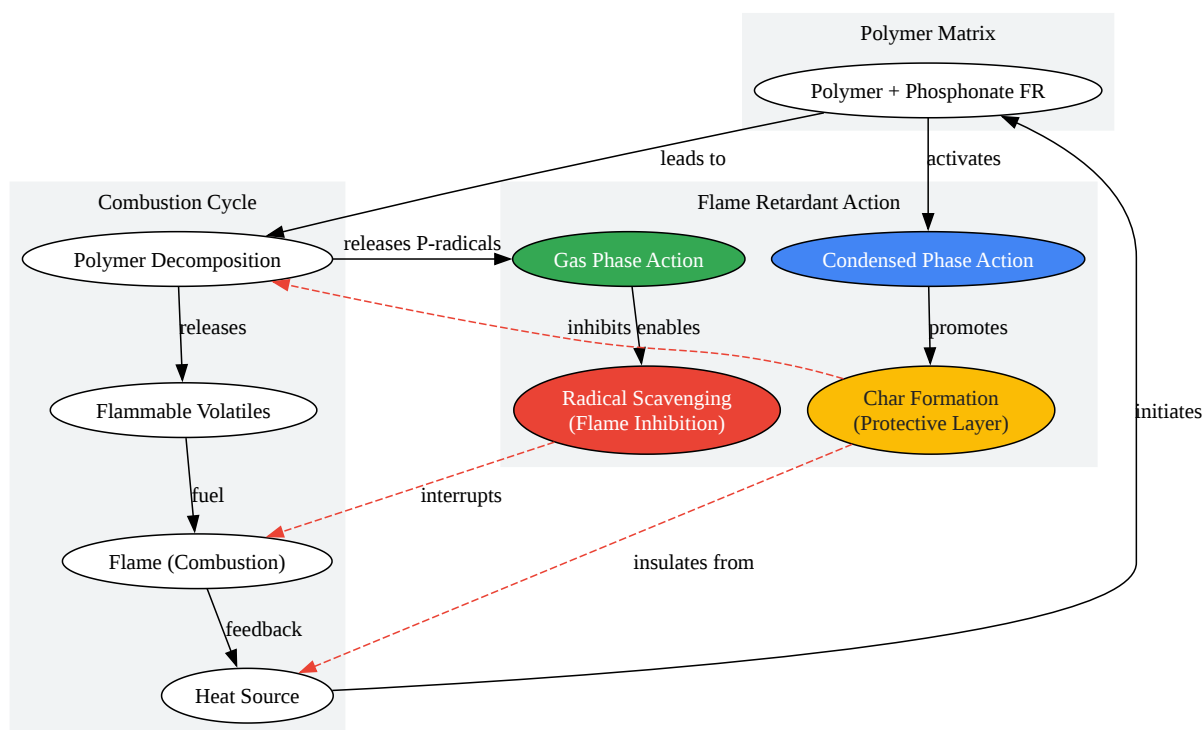 Polymer Matrix
Polymer + Phosphonate FR
leads to
activates
Combustion Cycle
Flame Retardant Action
Polymer Decomposition
releases P-radicals
Gas Phase Action
Condensed Phase Action
releases
inhibits
enables
promotes
Flammable Volatiles
Radical Scavenging
(Flame Inhibition)
Char Formation
(Protective Layer)
initiates
fuel
interrupts
Flame (Combustion)
insulates from
feedback
Heat Source